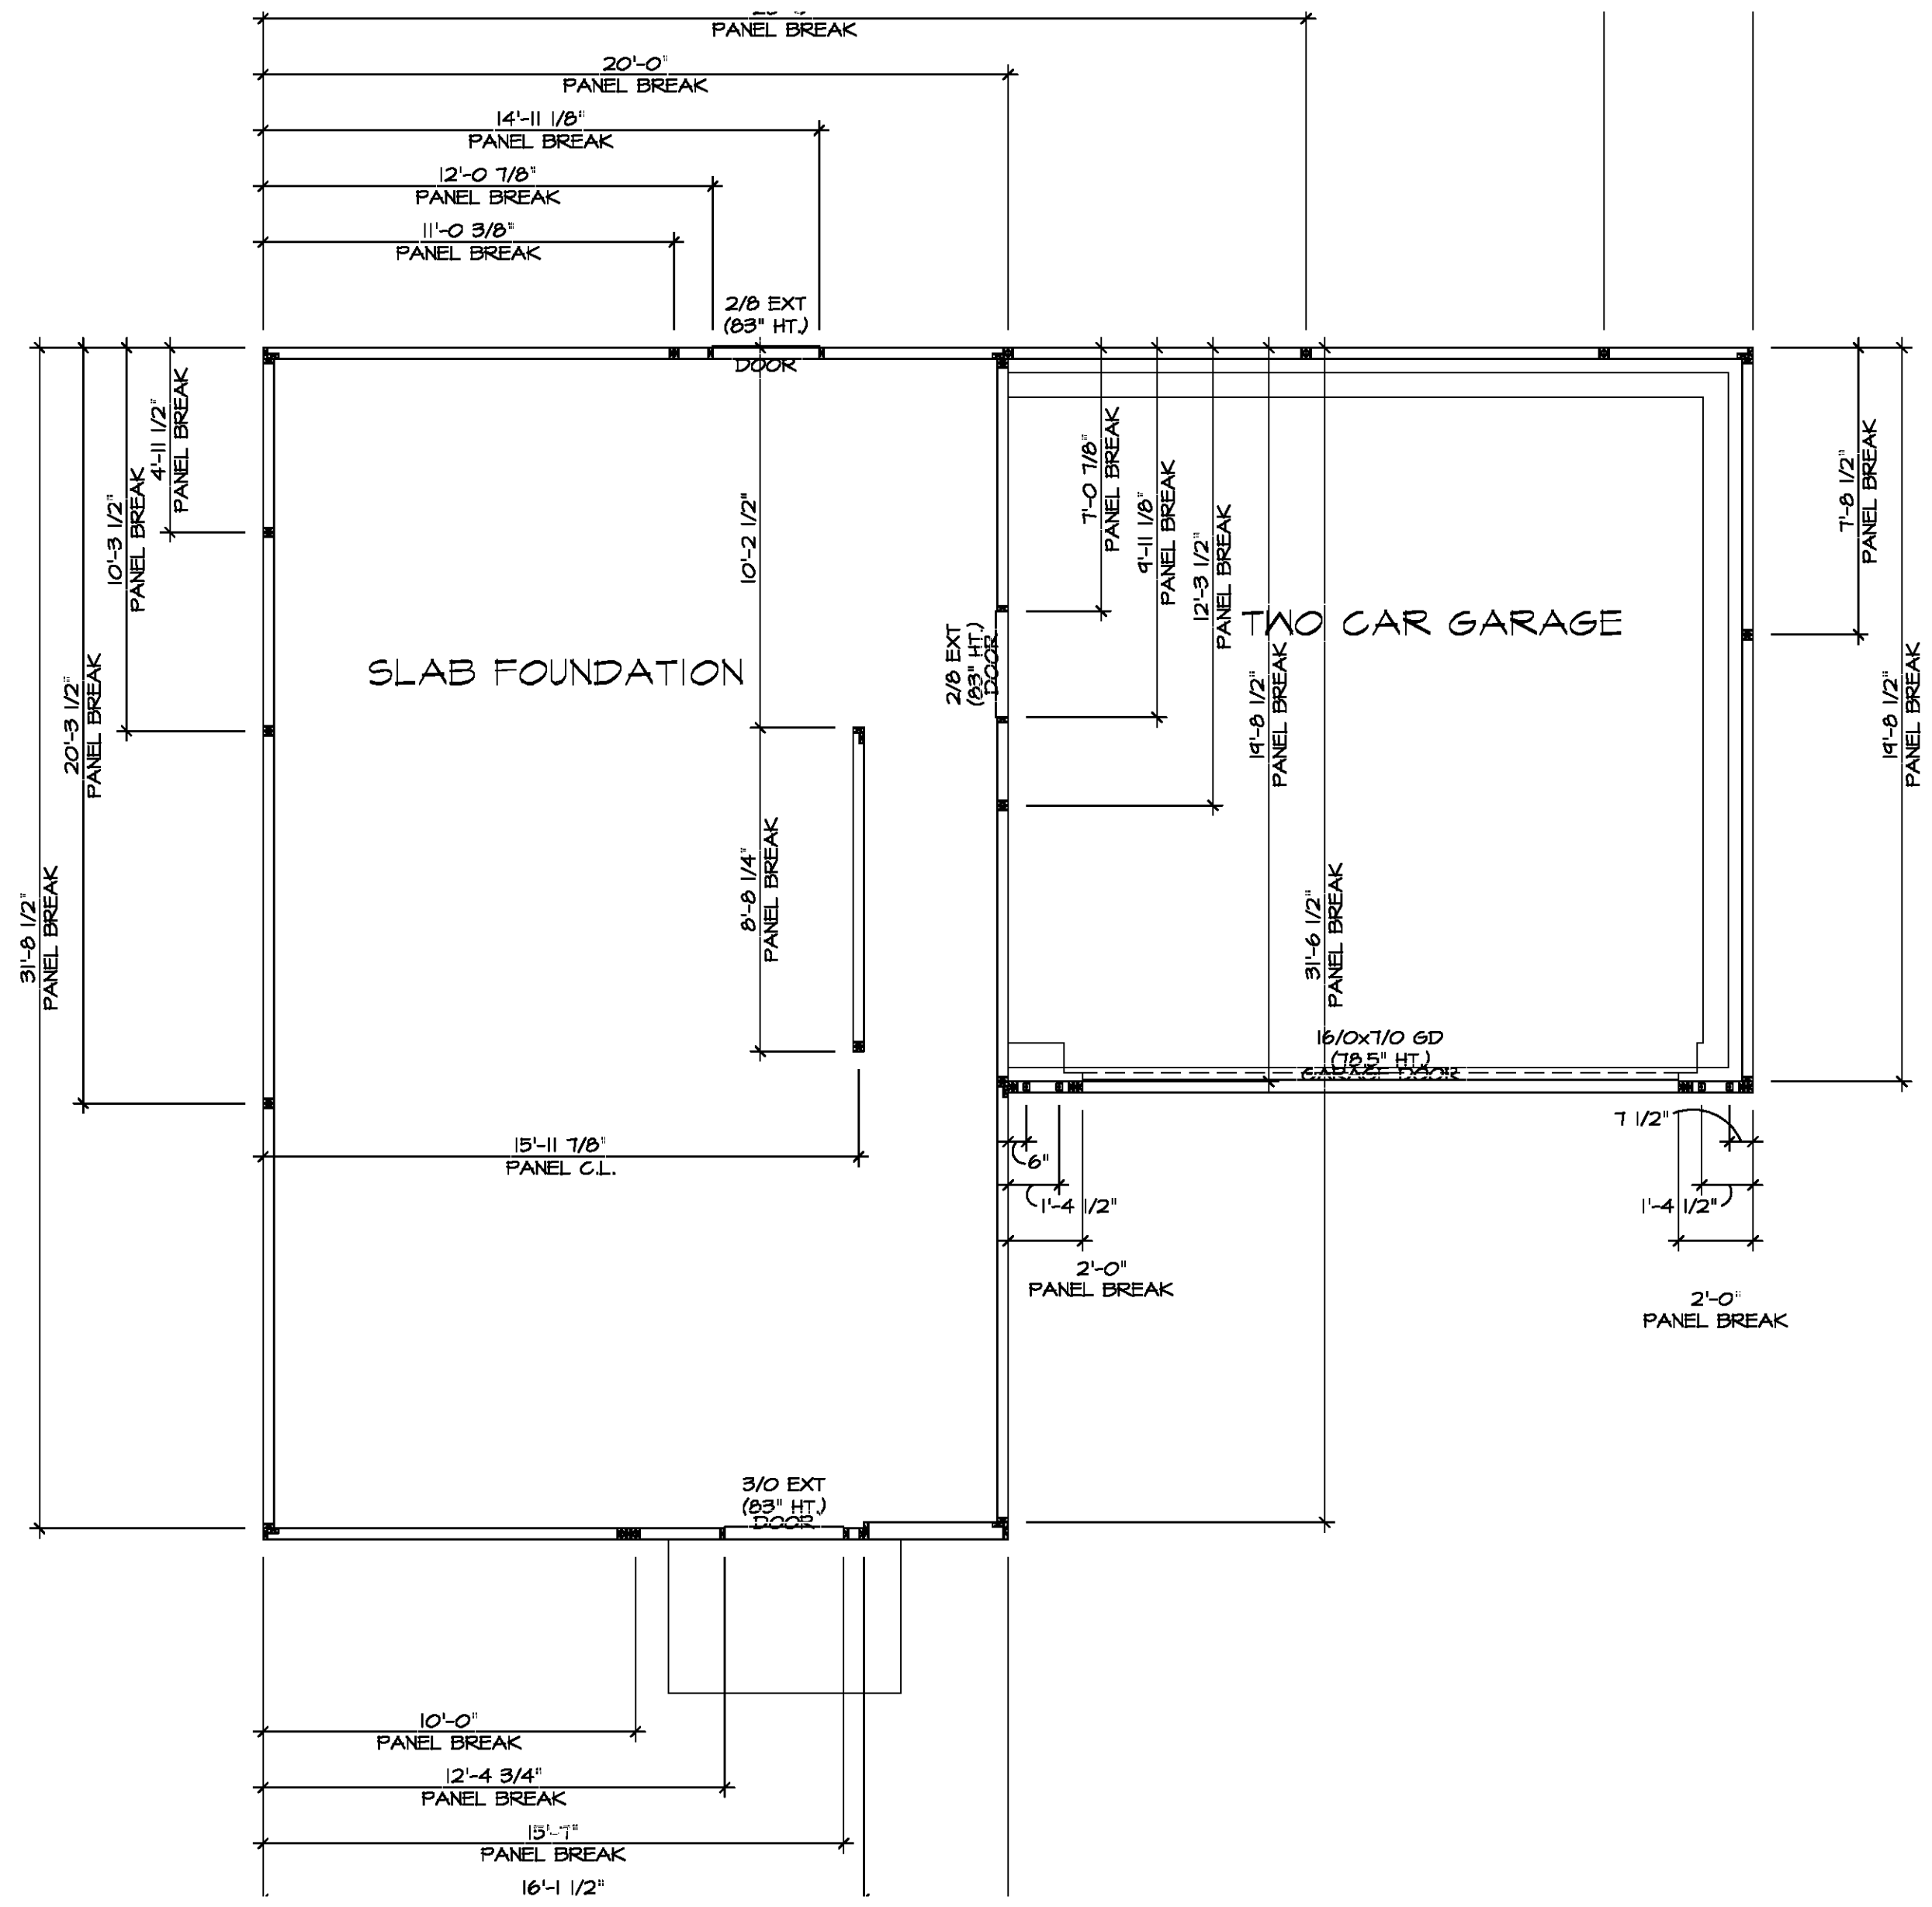 PANEL BREAK
20'-0"
PANEL BREAK
14'-11 1/8"
PANEL BREAK
12'-0 7/8"
PANEL BREAK
11'-0 3/8"
PANEL BREAK
2/8 EXT
(83" HT.)
DOOR
4'-11 1/2"
PANEL BREAK
10'-3 1/2"
PANEL BREAK
20'-3 1/2"
PANEL BREAK
31'-8 1/2"
PANEL BREAK
SLAB FOUNDATION
10'-2 1/2"
8'-8 1/4"
PANEL BREAK
2/8 EXT
(83" HT.)
DOOR
7'-0 7/8"
PANEL BREAK
9'-11 1/8"
PANEL BREAK
12'-3 1/2"
PANEL BREAK
19'-8 1/2"
PANEL BREAK
31'-6 1/2"
PANEL BREAK
TWO CAR GARAGE
7'-8 1/2"
PANEL BREAK
19'-8 1/2"
PANEL BREAK
16/0x7/0 GD
(78.5" HT.)
GARAGE DOOR
15'-11 7/8"
PANEL C.L.
6"
1'-4 1/2"
2'-0"
PANEL BREAK
7 1/2"
1'-4 1/2"
2'-0"
PANEL BREAK
3/0 EXT
(83" HT.)
DOOR
10'-0"
PANEL BREAK
12'-4 3/4"
PANEL BREAK
15'-7"
PANEL BREAK
16'-1 1/2"